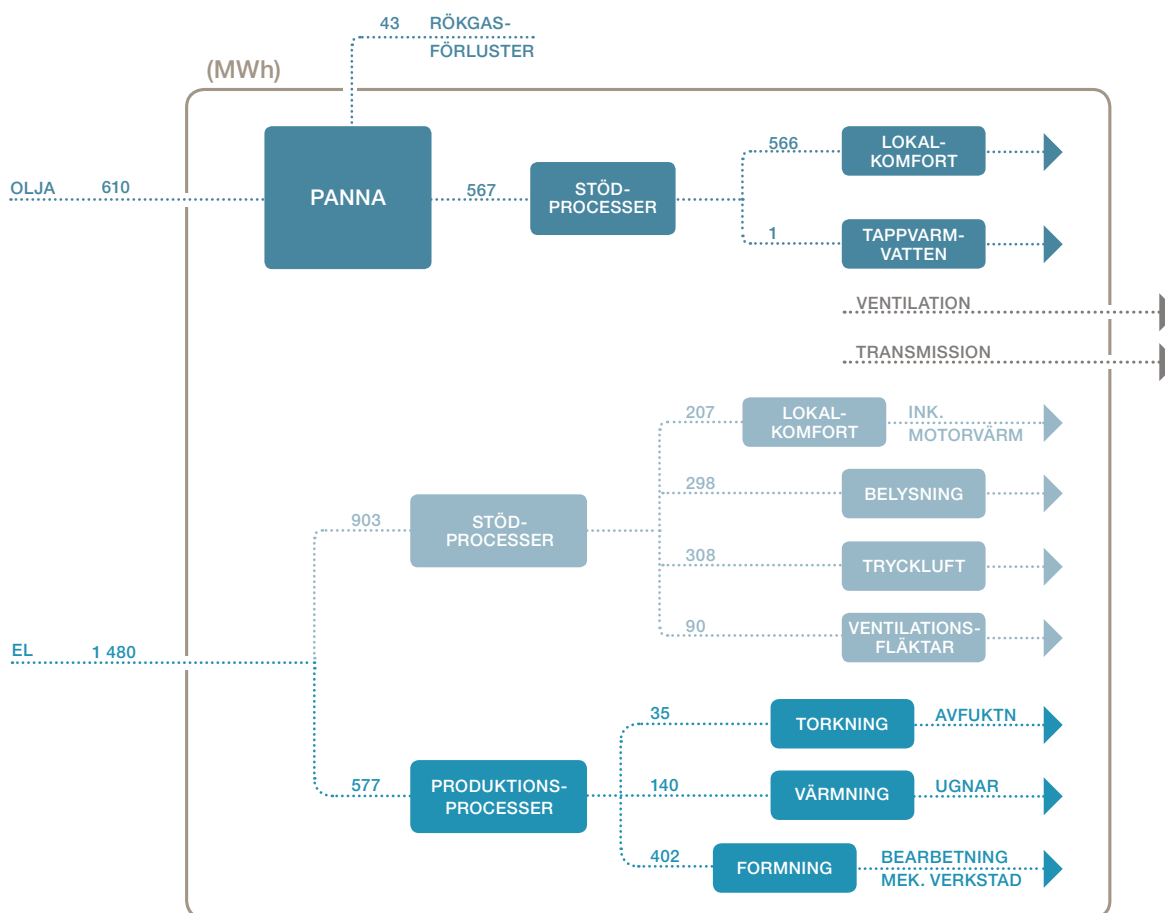 43 RÖKGAS-
FÖRLUSTER
(MWh)
OLJA 610
PANNA
567
STÖD-
PROCESSER
566
LOKAL-
KOMFORT
1
TAPPVARM-
VATTEN
VENTILATION
TRANSMISSION
207
LOKAL-
KOMFORT
INK.
MOTORVÄRM
298
BELYSNING
903
STÖD-
PROCESSER
308
TRYCKLUFT
90
VENTILATIONS-
FLÄKTAR
EL 1 480
35
TORKNING
AVFUKTN
577
PRODUKTIONS-
PROCESSER
140
VÄRMNING
UGNAR
402
FORMNING
BEARBETNING
MEK. VERKSTAD